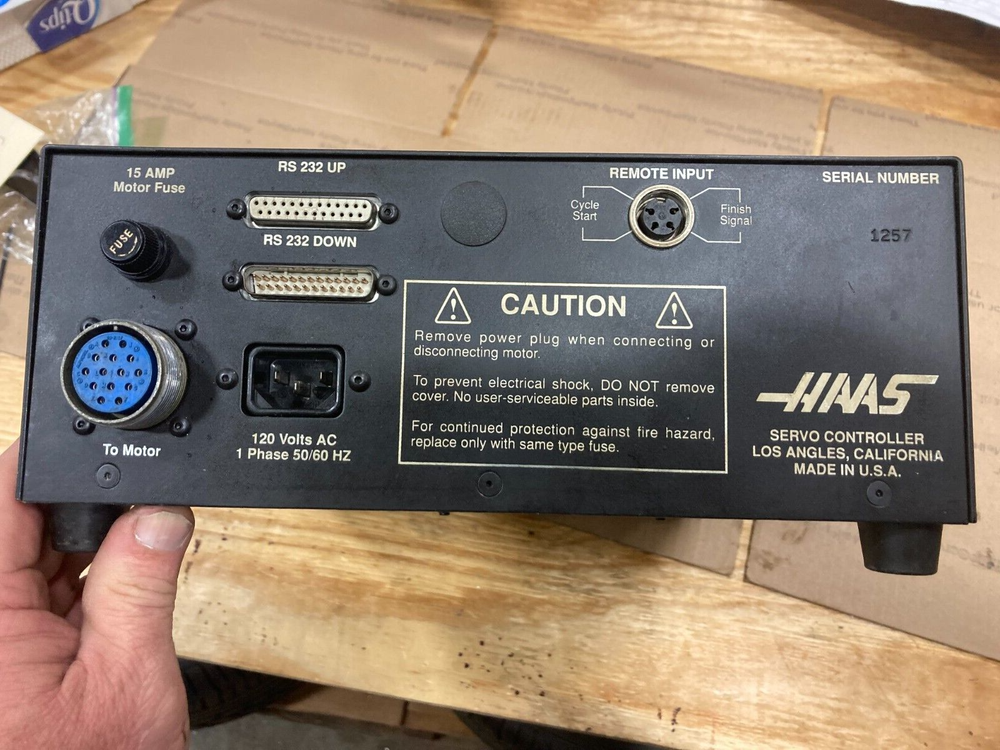 Q-tips
15 AMP
Motor Fuse
FUSE
RS 232 UP
RS 232 DOWN
REMOTE INPUT
Cycle
Start
Finish
Signal
SERIAL NUMBER
1257
CAUTION
Remove power plug when connecting or
disconnecting motor.
To prevent electrical shock, DO NOT remove
cover. No user-serviceable parts inside.
For continued protection against fire hazard,
replace only with same type fuse.
To Motor
120 Volts AC
1 Phase 50/60 HZ
HAAS
SERVO CONTROLLER
LOS ANGLES, CALIFORNIA
MADE IN U.S.A.